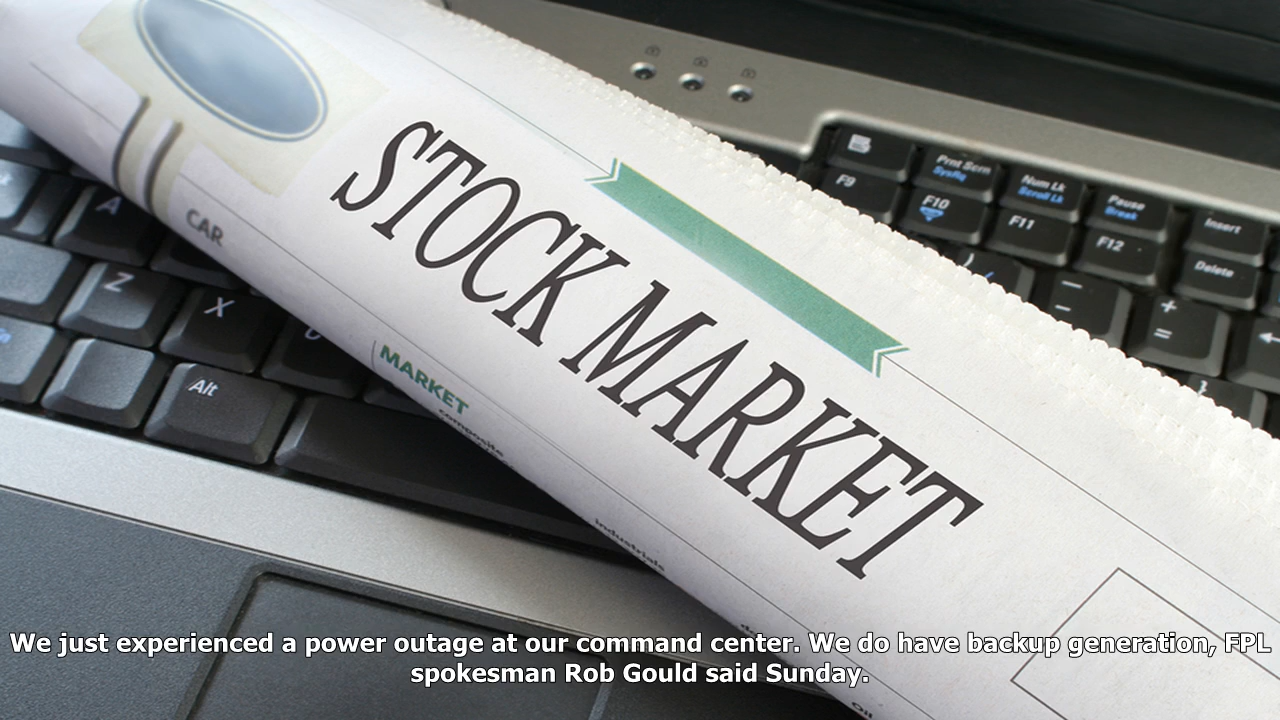 STOCK MARKET
CAR
MARKET
composite
industrials
Oil
Prnt Scrn
SysRq
Num Lk
Scroll Lk
Pause
Break
Insert
F9
F10
F11
F12
Delete
A
Z
X
Alt
We just experienced a power outage at our command center. We do have backup generation, FPL
spokesman Rob Gould said Sunday.